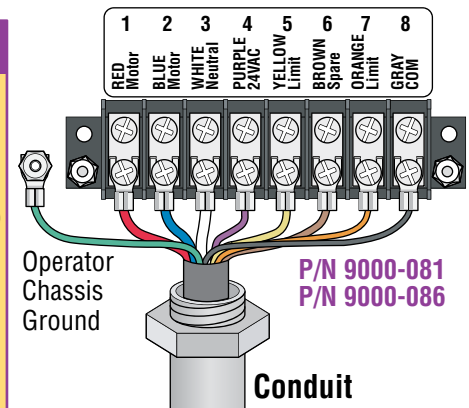 1 2 3 4 5 6 7 8
RED
Motor
BLUE
Motor
WHITE
Neutral
PURPLE
24VAC
YELLOW
Limit
BROWN
Spare
ORANGE
Limit
GRAY
COM
Operator
Chassis
Ground
P/N 9000-081
P/N 9000-086
Conduit